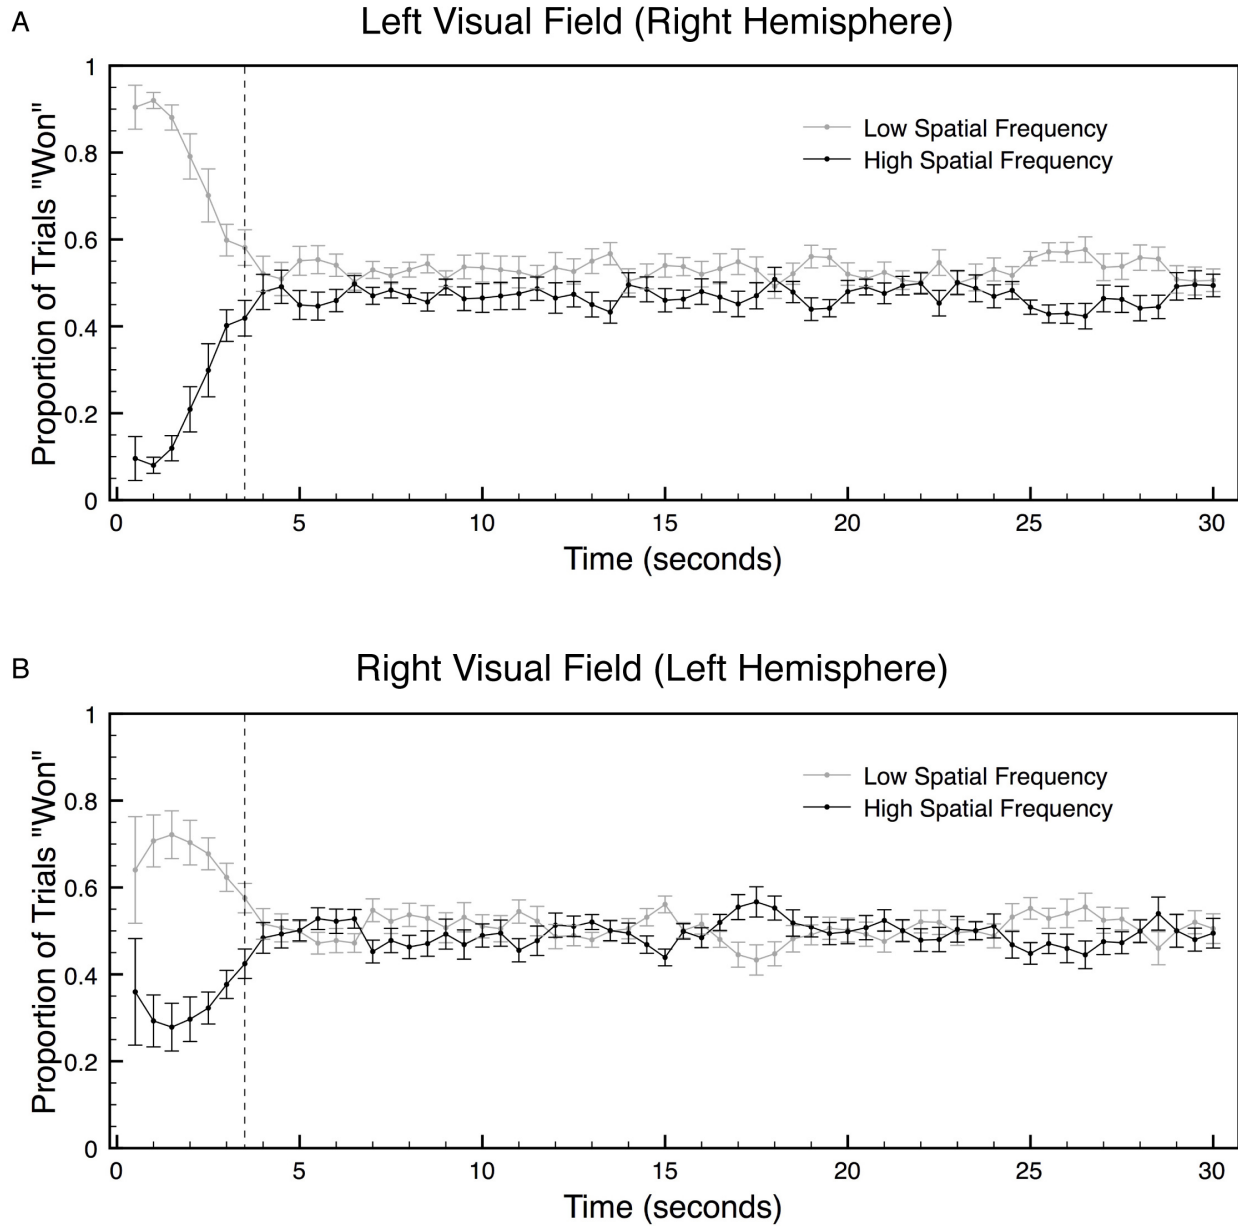 A
Left Visual Field (Right Hemisphere)
Proportion of Trials "Won"
1
0.8
0.6
0.4
0.2
0
Low Spatial Frequency
High Spatial Frequency
0 5 10 15 20 25 30
Time (seconds)
B
Right Visual Field (Left Hemisphere)
Proportion of Trials "Won"
1
0.8
0.6
0.4
0.2
0
Low Spatial Frequency
High Spatial Frequency
0 5 10 15 20 25 30
Time (seconds)